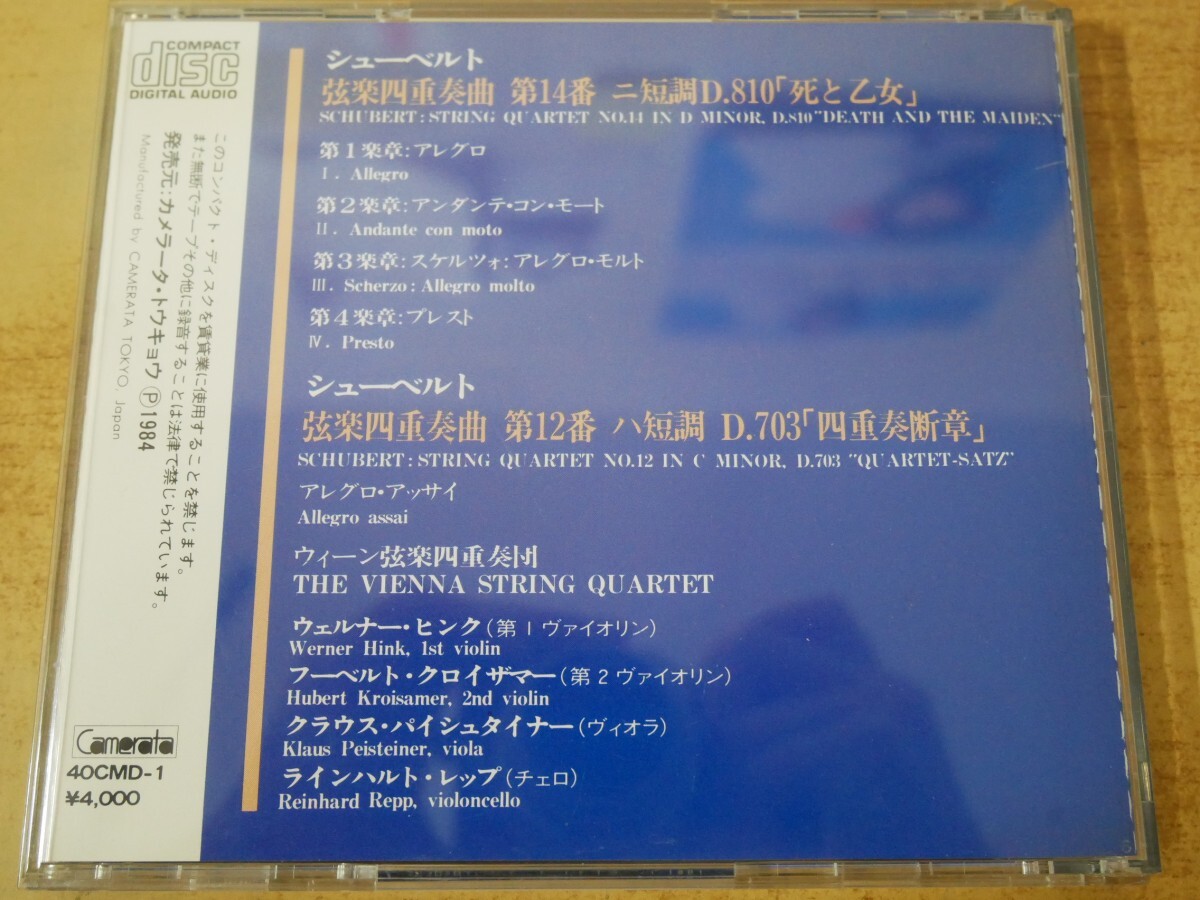 COMPACT
disc
DIGITAL AUDIO
このコンパクト・ディスクを賃貸業に使用することを禁じます。
また無断でテープその他に録音することは法律で禁じられています。
発売元:カメラータ・トウキョウ Ⓟ1984
Manufactured by CAMERATA TOKYO, Japan
Camerata
40CMD-1
¥4,000
シューベルト
弦楽四重奏曲 第14番 ニ短調D.810「死と乙女」
SCHUBERT: STRING QUARTET NO.14 IN D MINOR, D.810 "DEATH AND THE MAIDEN"
第1楽章:アレグロ
I. Allegro
第2楽章:アンダンテ・コン・モート
II. Andante con moto
第3楽章:スケルツォ:アレグロ・モルト
III. Scherzo: Allegro molto
第4楽章:プレスト
IV. Presto
シューベルト
弦楽四重奏曲 第12番 ハ短調 D.703「四重奏断章」
SCHUBERT: STRING QUARTET NO.12 IN C MINOR, D.703 "QUARTET-SATZ"
アレグロ・アッサイ
Allegro assai
ウィーン弦楽四重奏団
THE VIENNA STRING QUARTET
ウェルナー・ヒンク(第1ヴァイオリン)
Werner Hink, 1st violin
フーベルト・クロイザマー(第2ヴァイオリン)
Hubert Kroisamer, 2nd violin
クラウス・パイシュタイナー(ヴィオラ)
Klaus Peisteiner, viola
ラインハルト・レップ(チェロ)
Reinhard Repp, violoncello